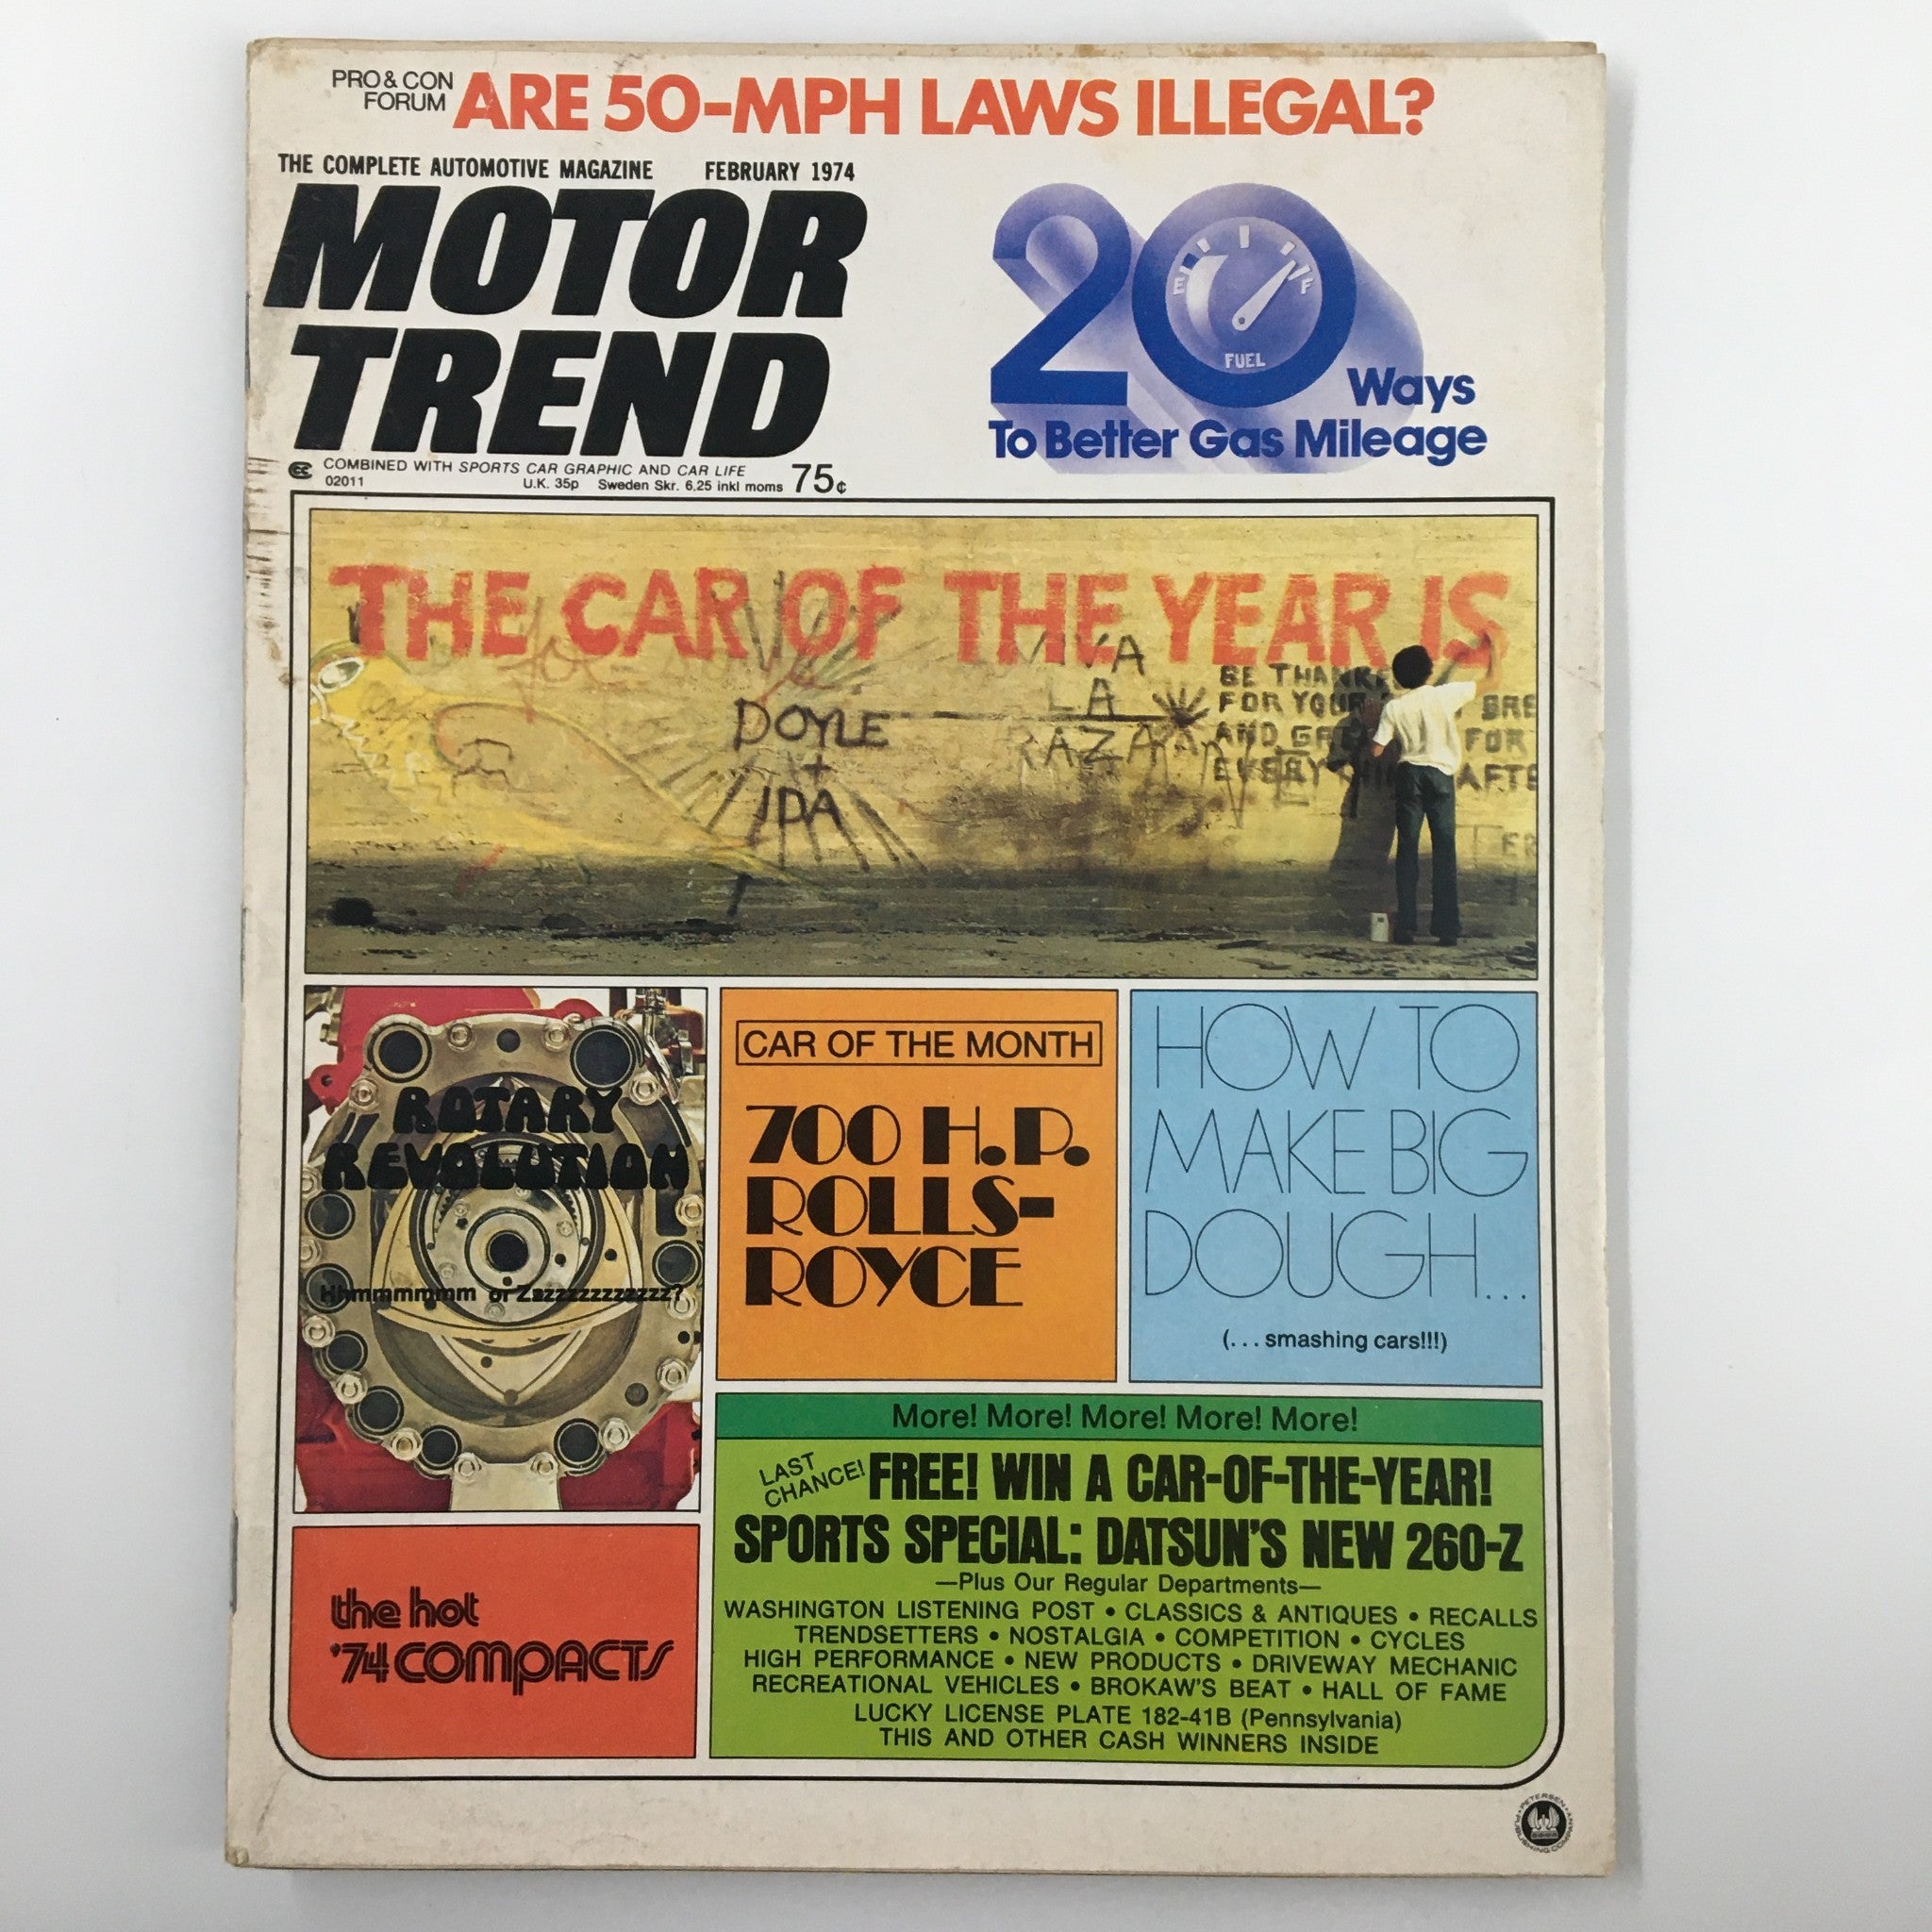 PRO & CON
FORUM
ARE 50-MPH LAWS ILLEGAL?
THE COMPLETE AUTOMOTIVE MAGAZINE FEBRUARY 1974
MOTOR
TREND
COMBINED WITH SPORTS CAR GRAPHIC AND CAR LIFE
02011 U.K. 35p Sweden Skr. 6,25 inkl moms 75¢
20
E F
FUEL
Ways
To Better Gas Mileage
THE CAR OF THE YEAR IS
DOYLE
+
IDA
VIVA
LA
RAZA
BE
FOR YOUR
AND FOR
CAR OF THE MONTH
700 H.P.
ROLLS-
ROYCE
HOW TO
MAKE BIG
DOUGH...
(... smashing cars!!!)
ROTARY
REVOLUTION
Hhmmmmmm or Zzzzzzzzzzzzz?
the hot
'74 COMPACTS
More! More! More! More! More!
LAST
CHANCE!
FREE! WIN A CAR-OF-THE-YEAR!
SPORTS SPECIAL: DATSUN'S NEW 260-Z
—Plus Our Regular Departments—
WASHINGTON LISTENING POST • CLASSICS & ANTIQUES • RECALLS
TRENDSETTERS • NOSTALGIA • COMPETITION • CYCLES
HIGH PERFORMANCE • NEW PRODUCTS • DRIVEWAY MECHANIC
RECREATIONAL VEHICLES • BROKAW'S BEAT • HALL OF FAME
LUCKY LICENSE PLATE 182-41B (Pennsylvania)
THIS AND OTHER CASH WINNERS INSIDE
PETERSEN
PUBLISHING COMPANY